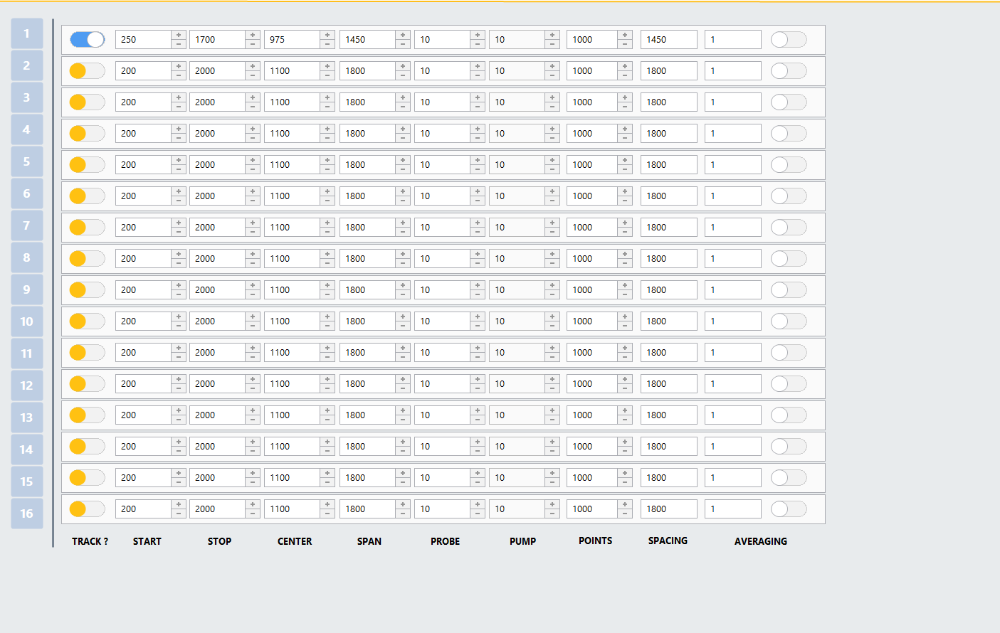 1 250 1700 975 1450 10 10 1000 1450 1
2 200 2000 1100 1800 10 10 1000 1800 1
3 200 2000 1100 1800 10 10 1000 1800 1
4 200 2000 1100 1800 10 10 1000 1800 1
5 200 2000 1100 1800 10 10 1000 1800 1
6 200 2000 1100 1800 10 10 1000 1800 1
7 200 2000 1100 1800 10 10 1000 1800 1
8 200 2000 1100 1800 10 10 1000 1800 1
9 200 2000 1100 1800 10 10 1000 1800 1
10 200 2000 1100 1800 10 10 1000 1800 1
11 200 2000 1100 1800 10 10 1000 1800 1
12 200 2000 1100 1800 10 10 1000 1800 1
13 200 2000 1100 1800 10 10 1000 1800 1
14 200 2000 1100 1800 10 10 1000 1800 1
15 200 2000 1100 1800 10 10 1000 1800 1
16 200 2000 1100 1800 10 10 1000 1800 1
TRACK ? START STOP CENTER SPAN PROBE PUMP POINTS SPACING AVERAGING